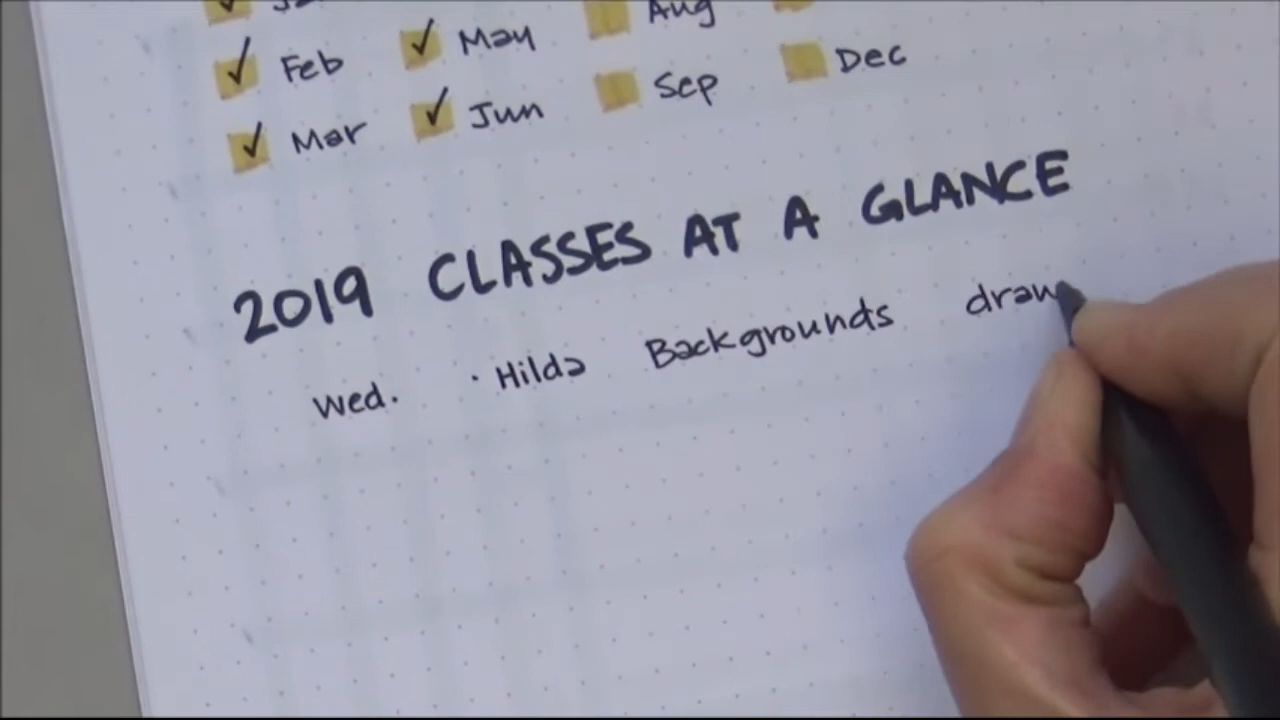 Feb May Aug
Mar Jun Sep Dec
2019 CLASSES AT A GLANCE
Wed. · Hilda Backgrounds draw